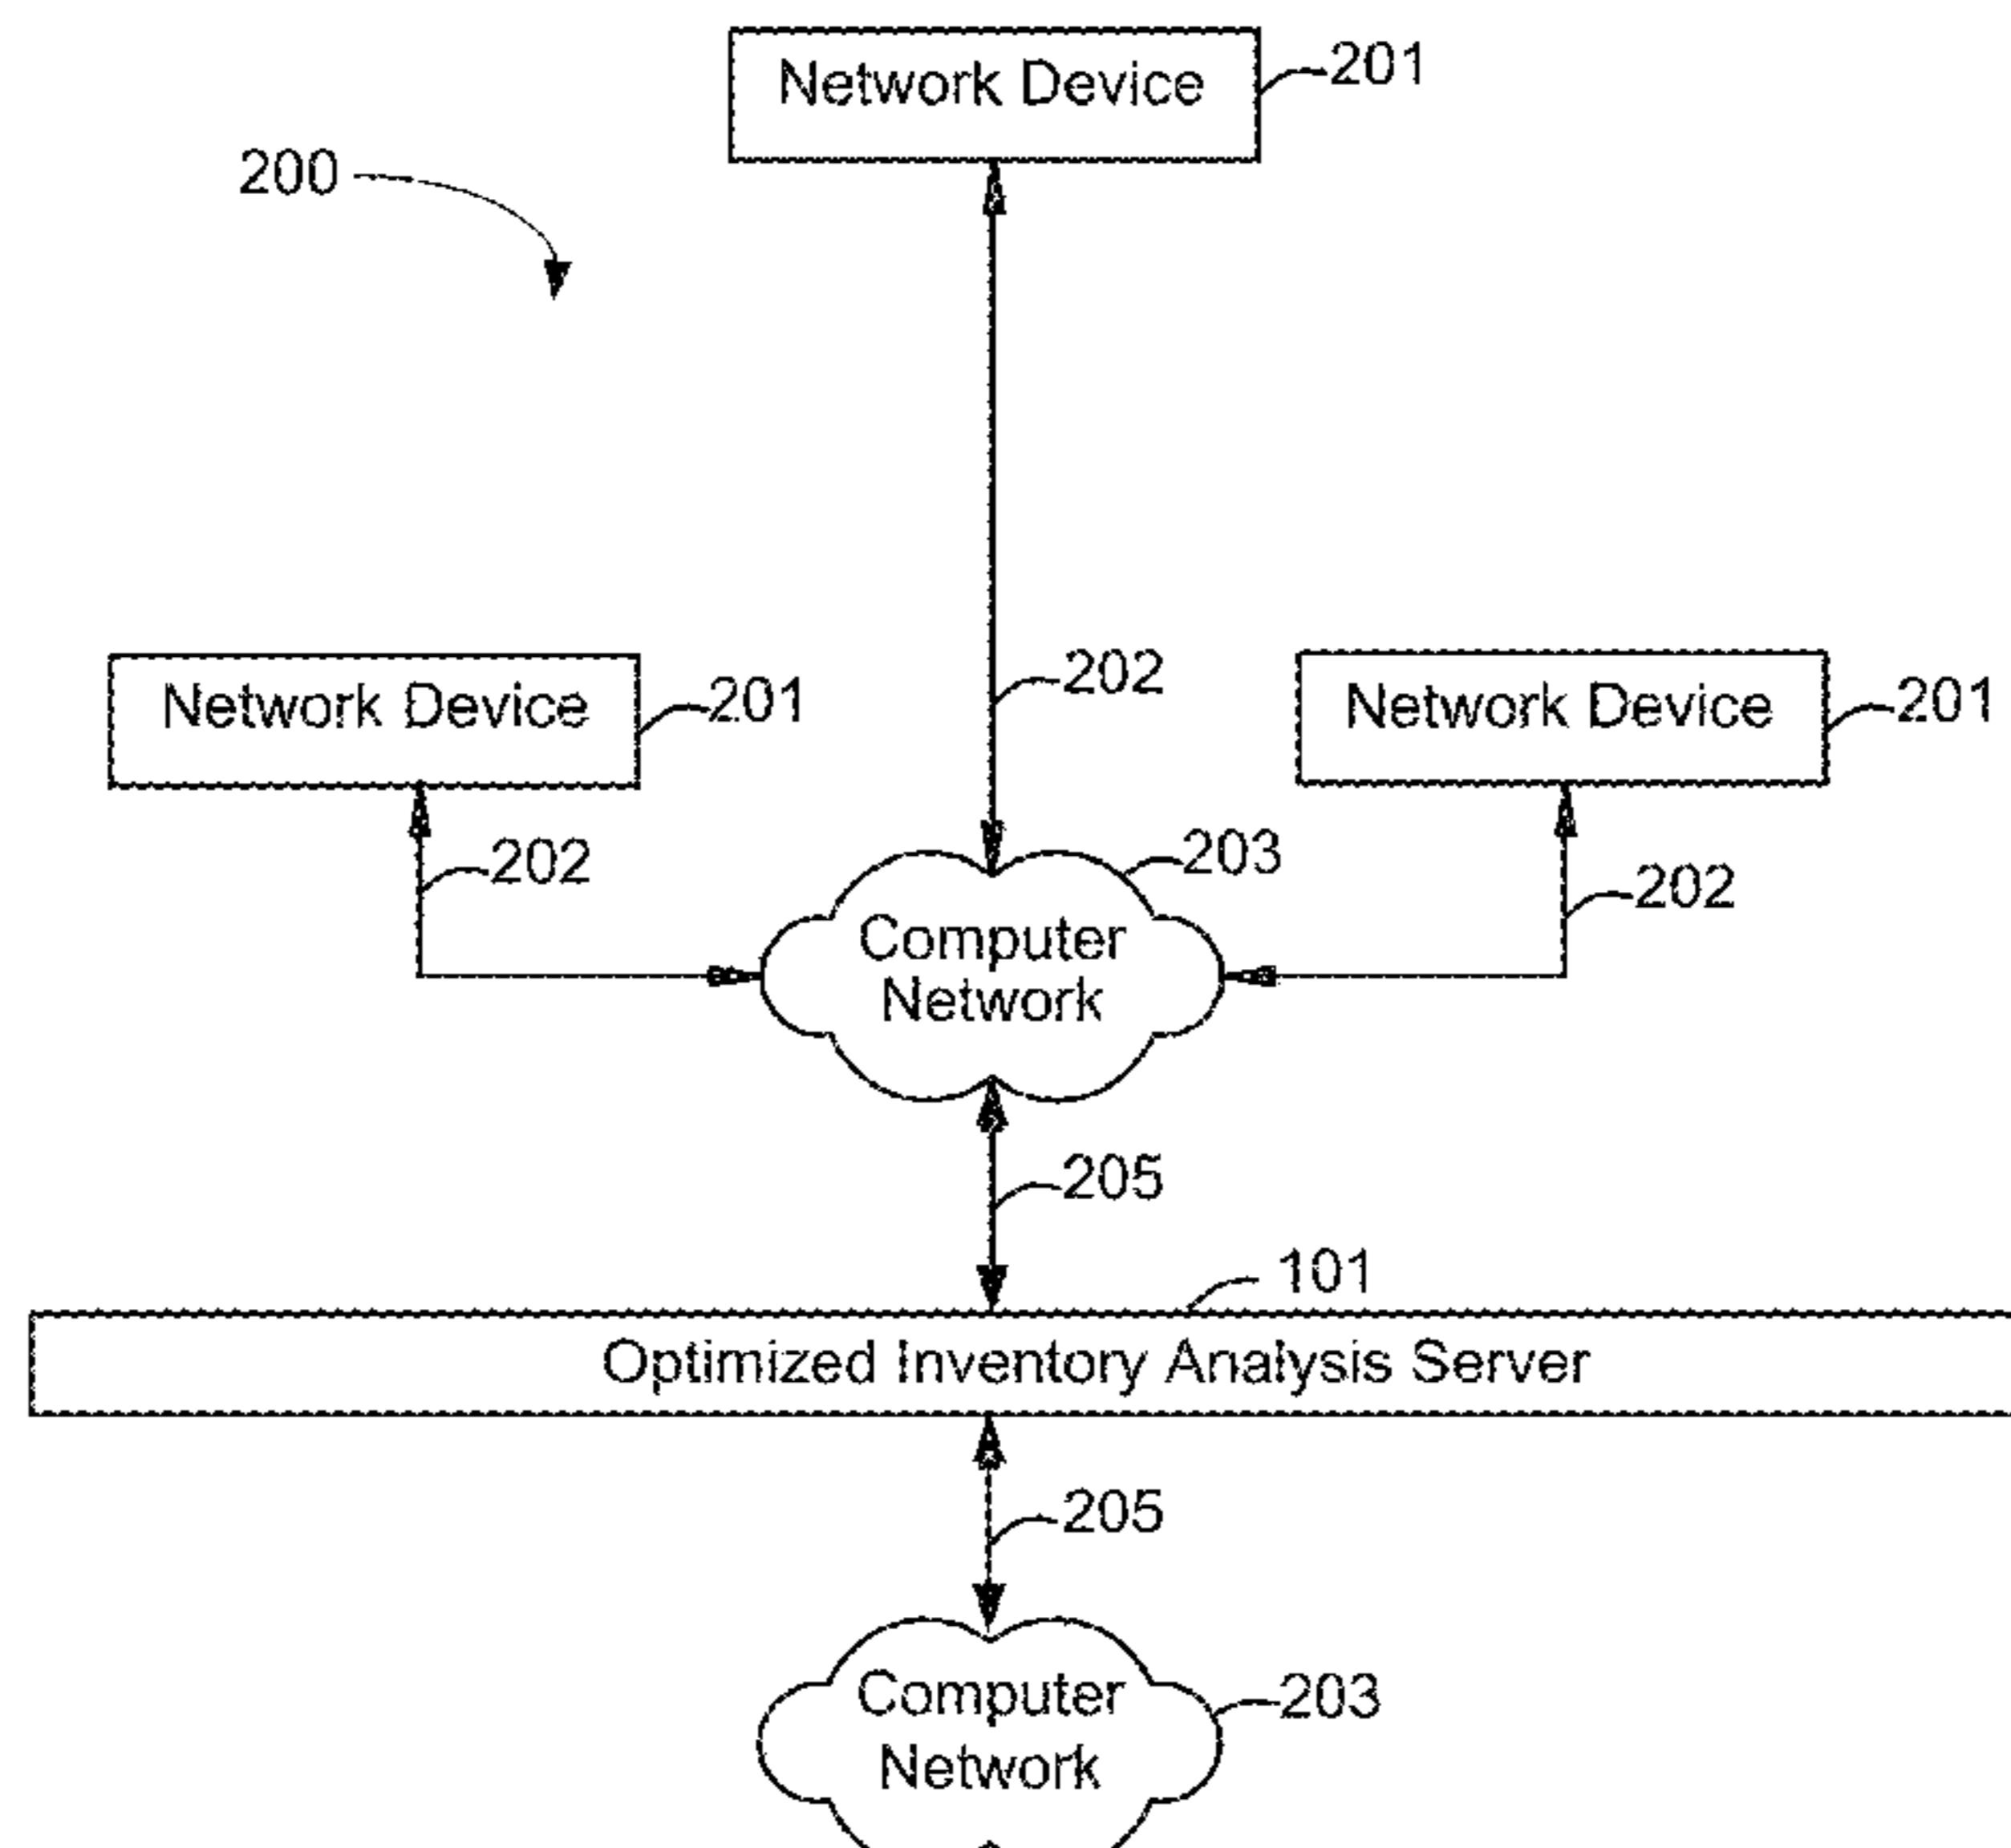 Network Device
201
200
202
Network Device
201
Network Device
201
202
203
202
Computer
Network
205
101
Optimized Inventory Analysis Server
205
Computer
Network
203